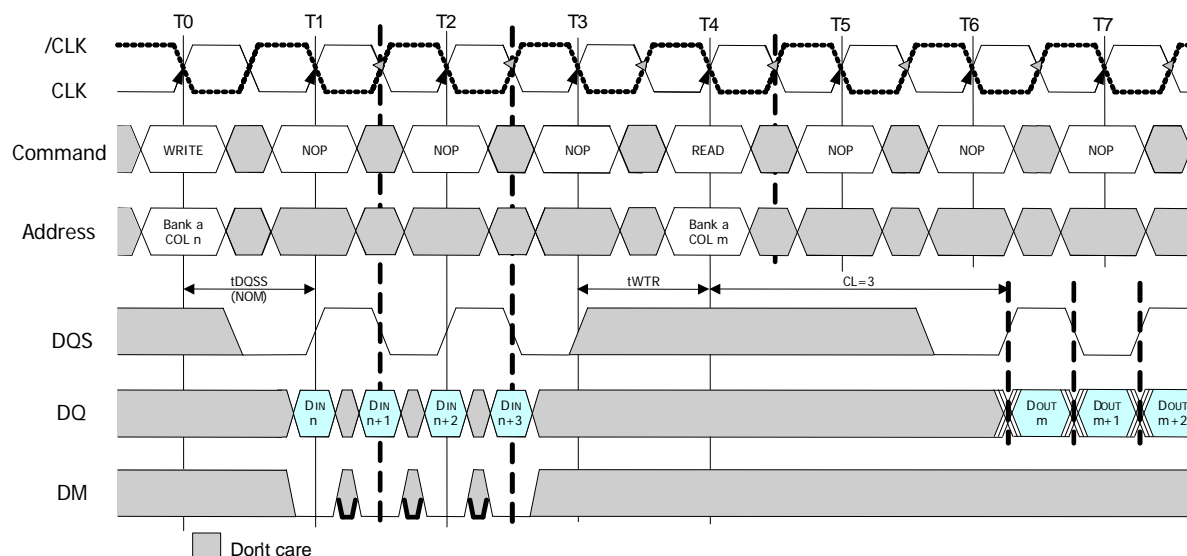 T0 T1 T2 T3 T4 T5 T6 T7
/CLK
CLK
Command WRITE NOP NOP NOP READ NOP NOP NOP
Address Bank a COL n Bank a COL m
tDQSS (NOM) tWTR CL=3
DQS
DQ DIN n DIN n+1 DIN n+2 DIN n+3 DOUT m DOUT m+1 DOUT m+2
DM
Don't care